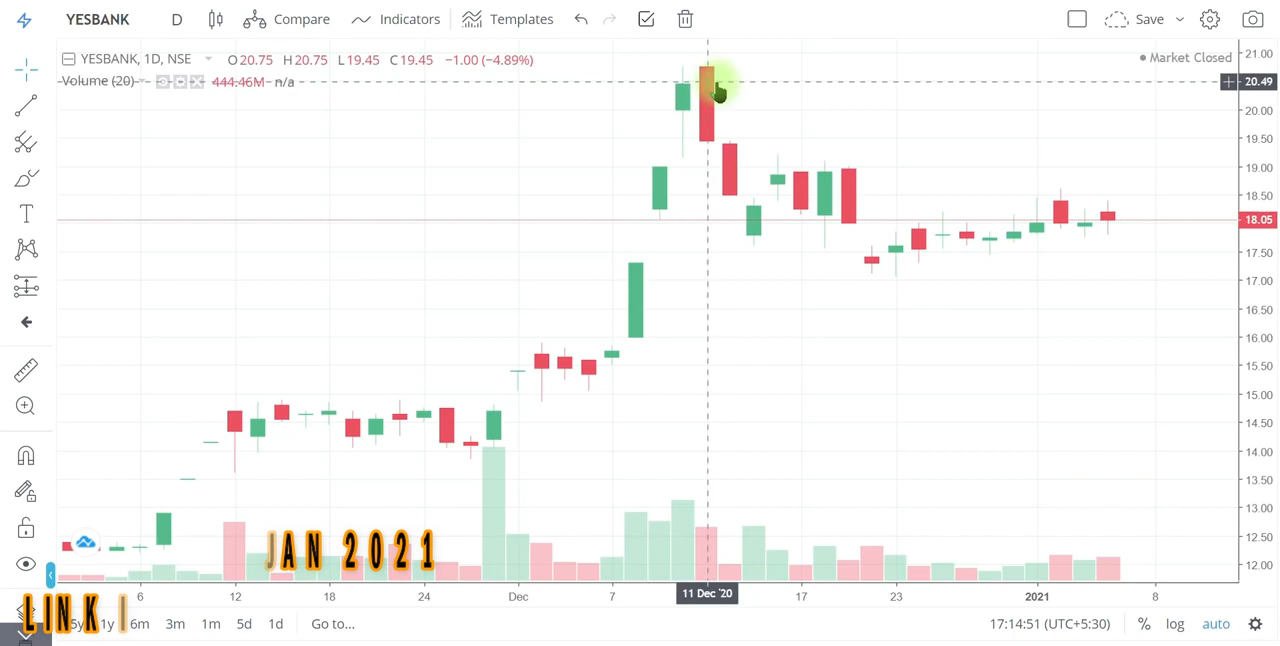 YESBANK D Compare Indicators Templates Save
YESBANK, 1D, NSE O20.75 H20.75 L19.45 C19.45 −1.00 (−4.89%)
Market Closed
Volume (20) 444.46M n/a
21.00
20.49
20.00
19.50
19.00
18.50
18.05
17.50
17.00
16.50
16.00
15.50
15.00
14.50
14.00
13.50
13.00
12.50
12.00
JAN 2021
6 12 18 24 Dec 7 11 Dec '20 17 23 2021 8
LINK
5y 1y 6m 3m 1m 5d 1d Go to... 17:14:51 (UTC+5:30) % log auto